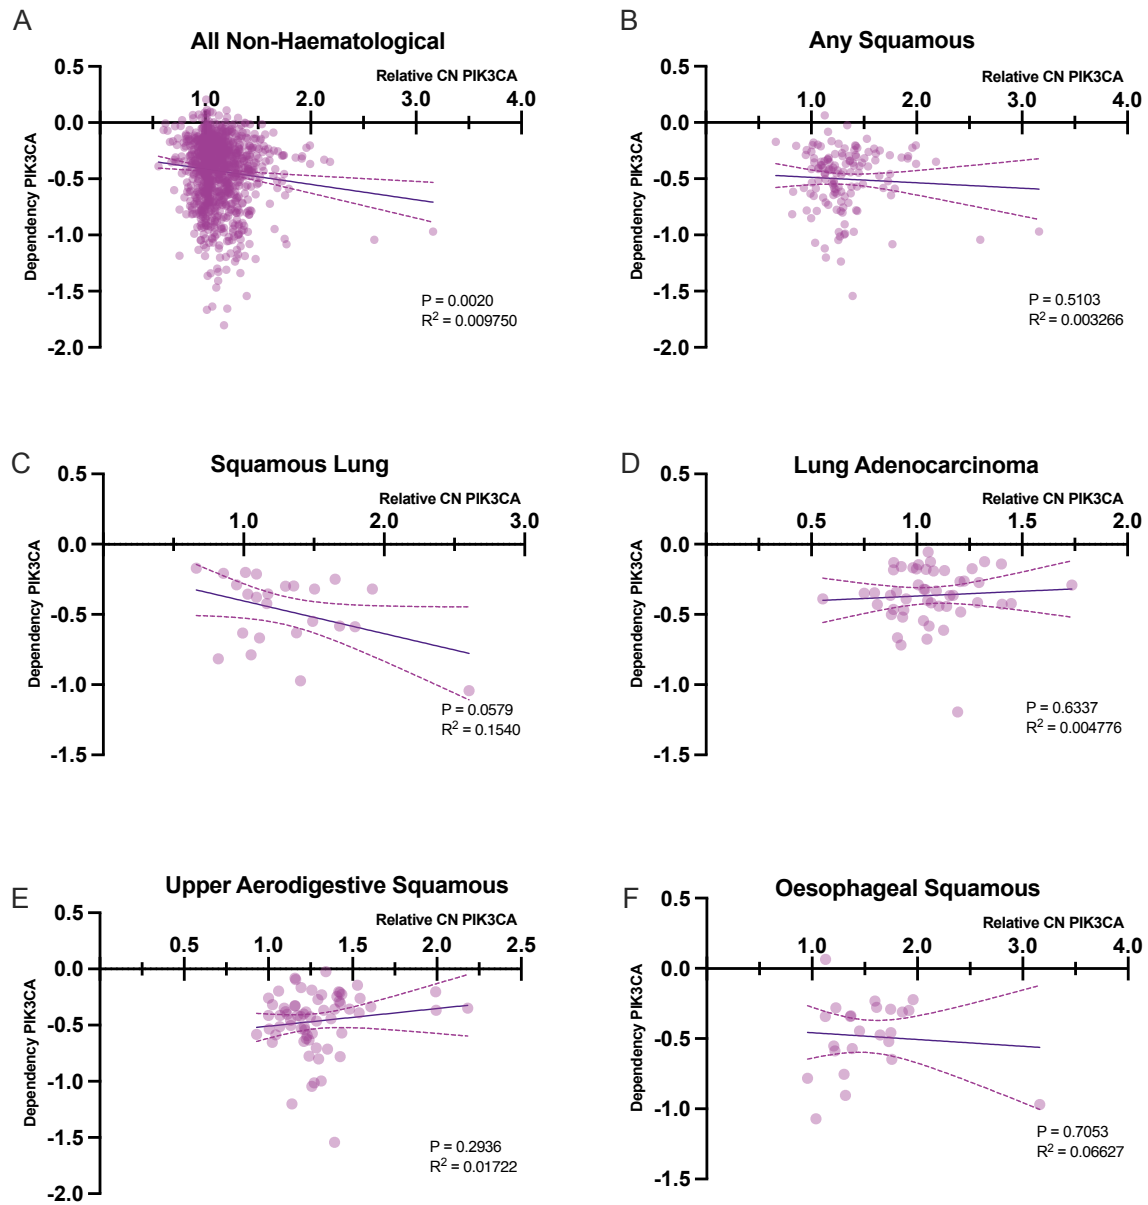 A
All Non-Haematological
Relative CN PIK3CA
0.5
1.0
2.0
3.0
4.0
0.0
-0.5
-1.0
-1.5
-2.0
Dependency PIK3CA
P = 0.0020
R² = 0.009750
B
Any Squamous
Relative CN PIK3CA
0.5
1.0
2.0
3.0
4.0
0.0
-0.5
-1.0
-1.5
-2.0
Dependency PIK3CA
P = 0.5103
R² = 0.003266
C
Squamous Lung
Relative CN PIK3CA
0.5
1.0
2.0
3.0
0.0
-0.5
-1.0
-1.5
Dependency PIK3CA
P = 0.0579
R² = 0.1540
D
Lung Adenocarcinoma
Relative CN PIK3CA
0.5
0.5
1.0
1.5
2.0
0.0
-0.5
-1.0
-1.5
Dependency PIK3CA
P = 0.6337
R² = 0.004776
E
Upper Aerodigestive Squamous
Relative CN PIK3CA
0.5
0.5
1.0
1.5
2.0
2.5
0.0
-0.5
-1.0
-1.5
-2.0
Dependency PIK3CA
P = 0.2936
R² = 0.01722
F
Oesophageal Squamous
Relative CN PIK3CA
0.5
1.0
2.0
3.0
4.0
0.0
-0.5
-1.0
-1.5
Dependency PIK3CA
P = 0.7053
R² = 0.06627